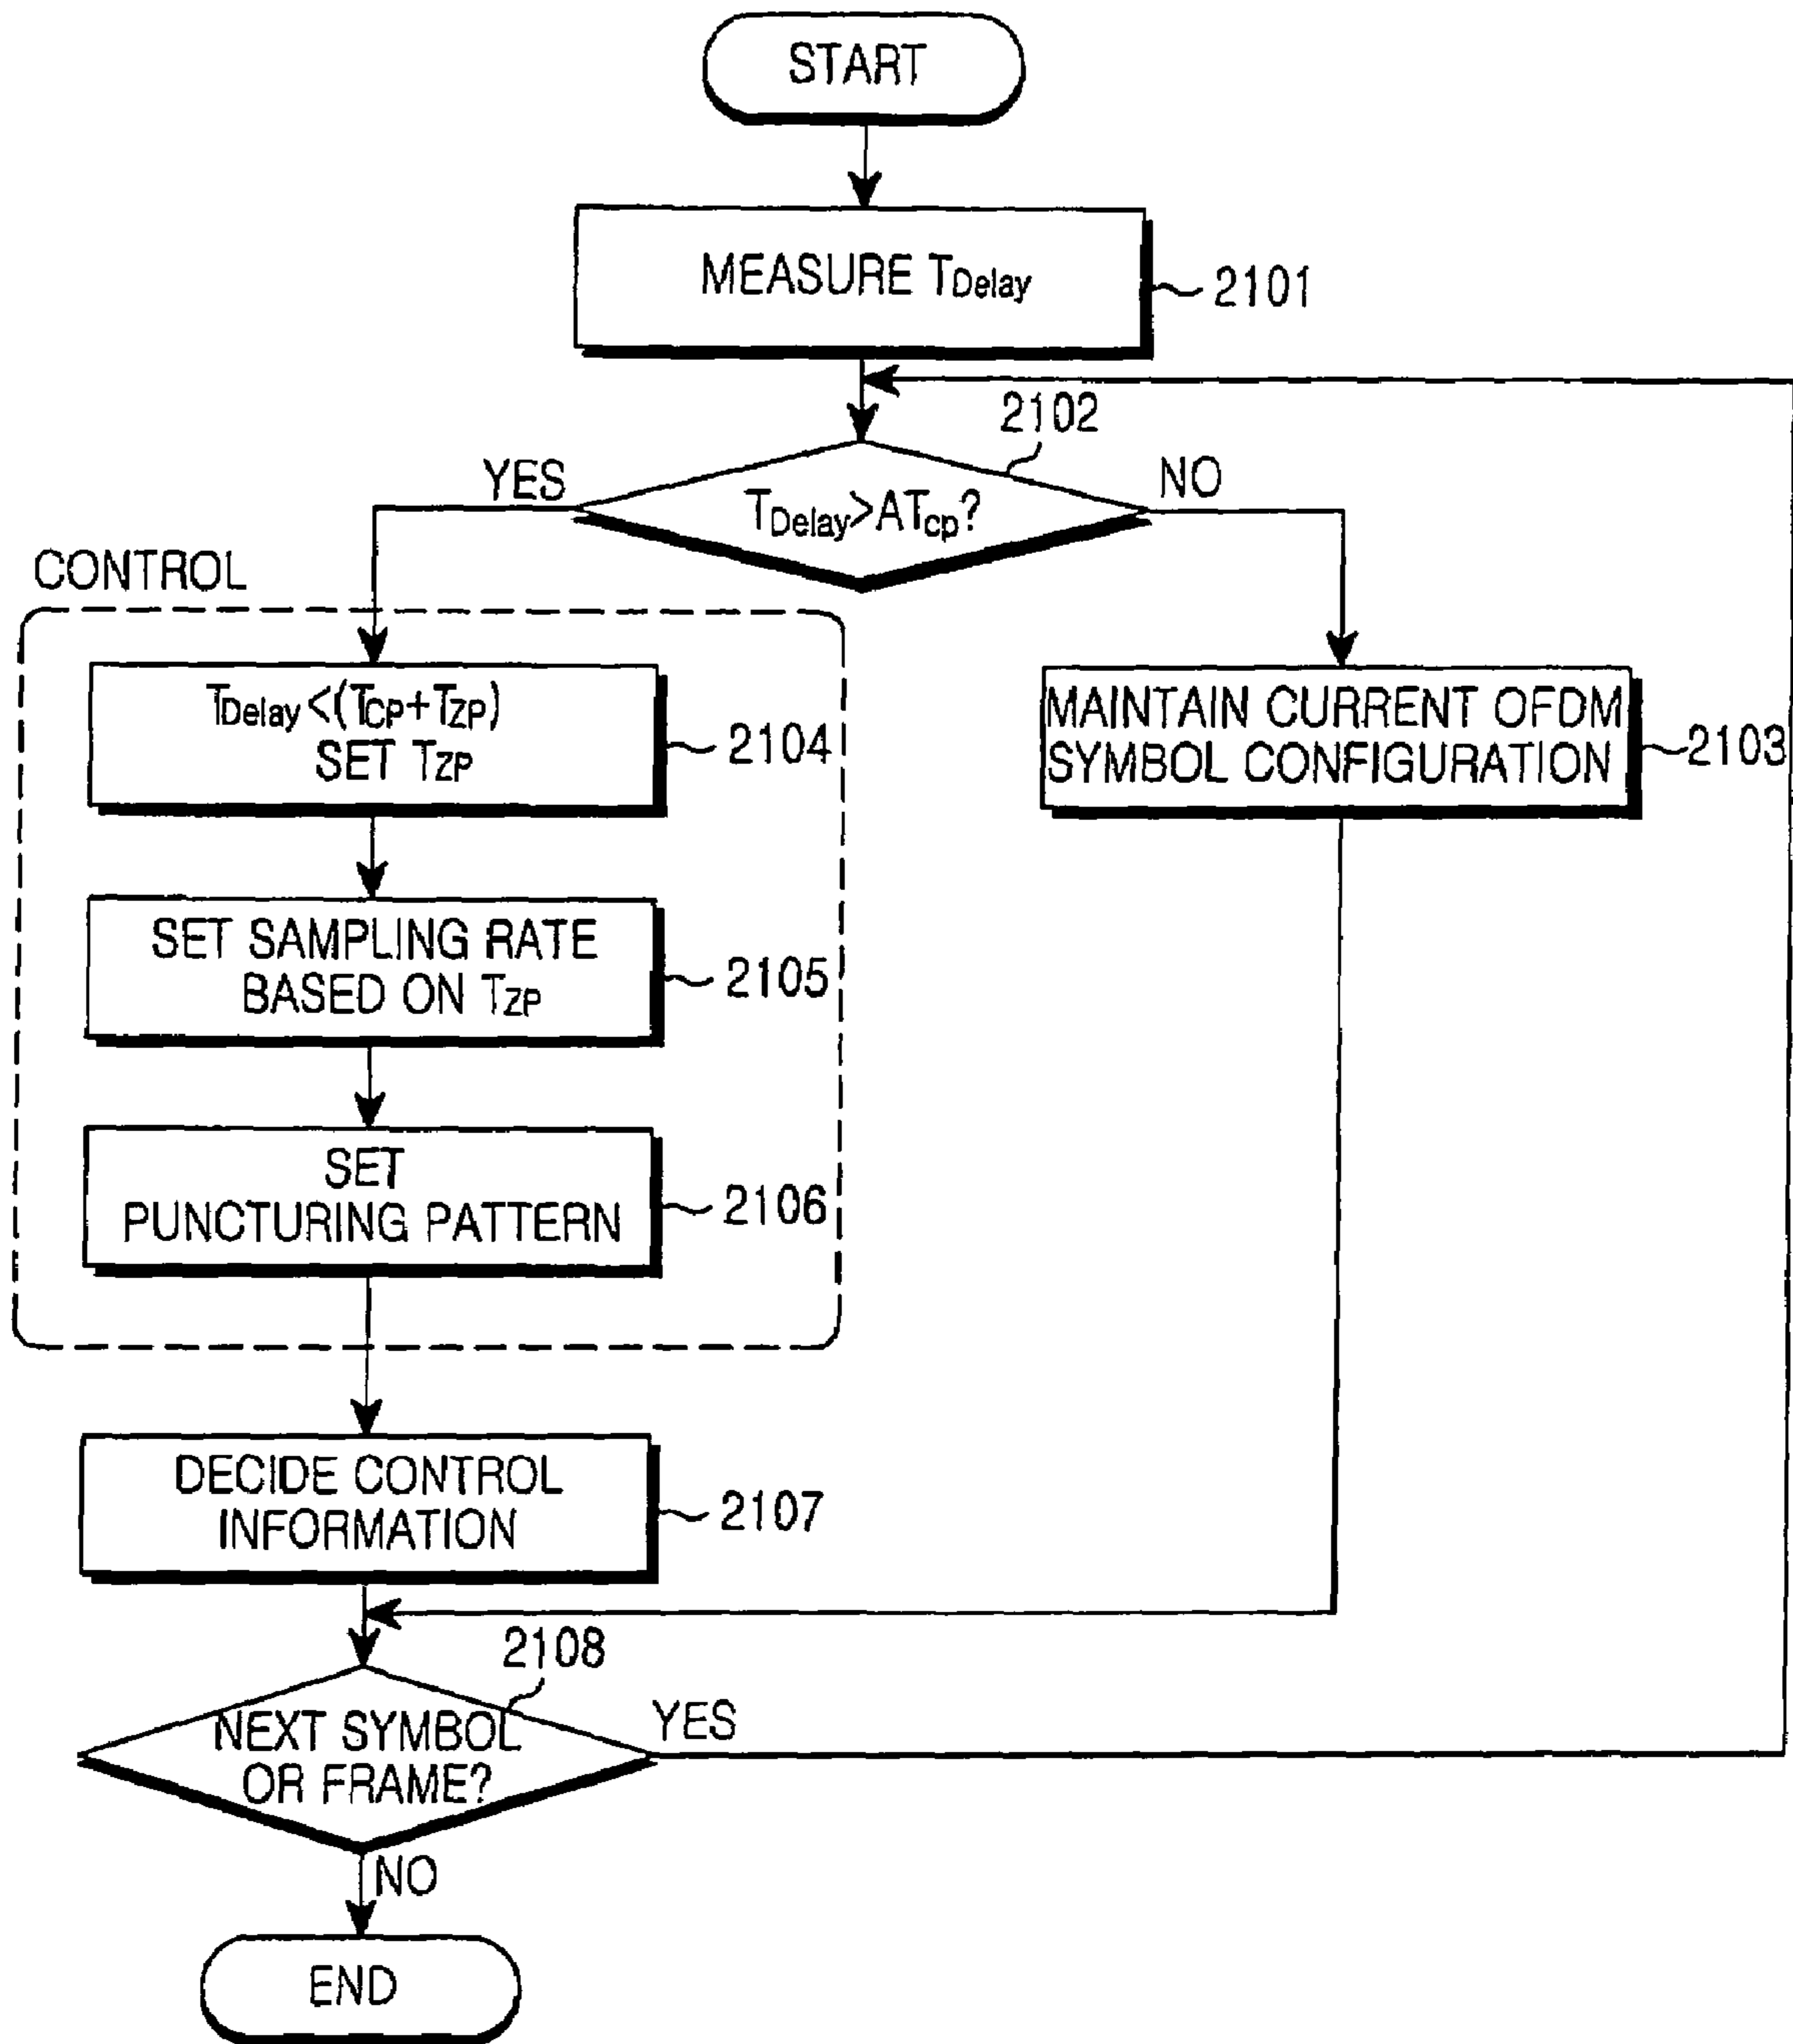 START
MEASURE TDelay
2101
2102
YES
NO
TDelay>ATcp?
CONTROL
TDelay<(TCP+TZP)
SET TZP
2104
MAINTAIN CURRENT OFDM
SYMBOL CONFIGURATION
2103
SET SAMPLING RATE
BASED ON TZP
2105
SET
PUNCTURING PATTERN
2106
DECIDE CONTROL
INFORMATION
2107
2108
NEXT SYMBOL
OR FRAME?
YES
NO
END